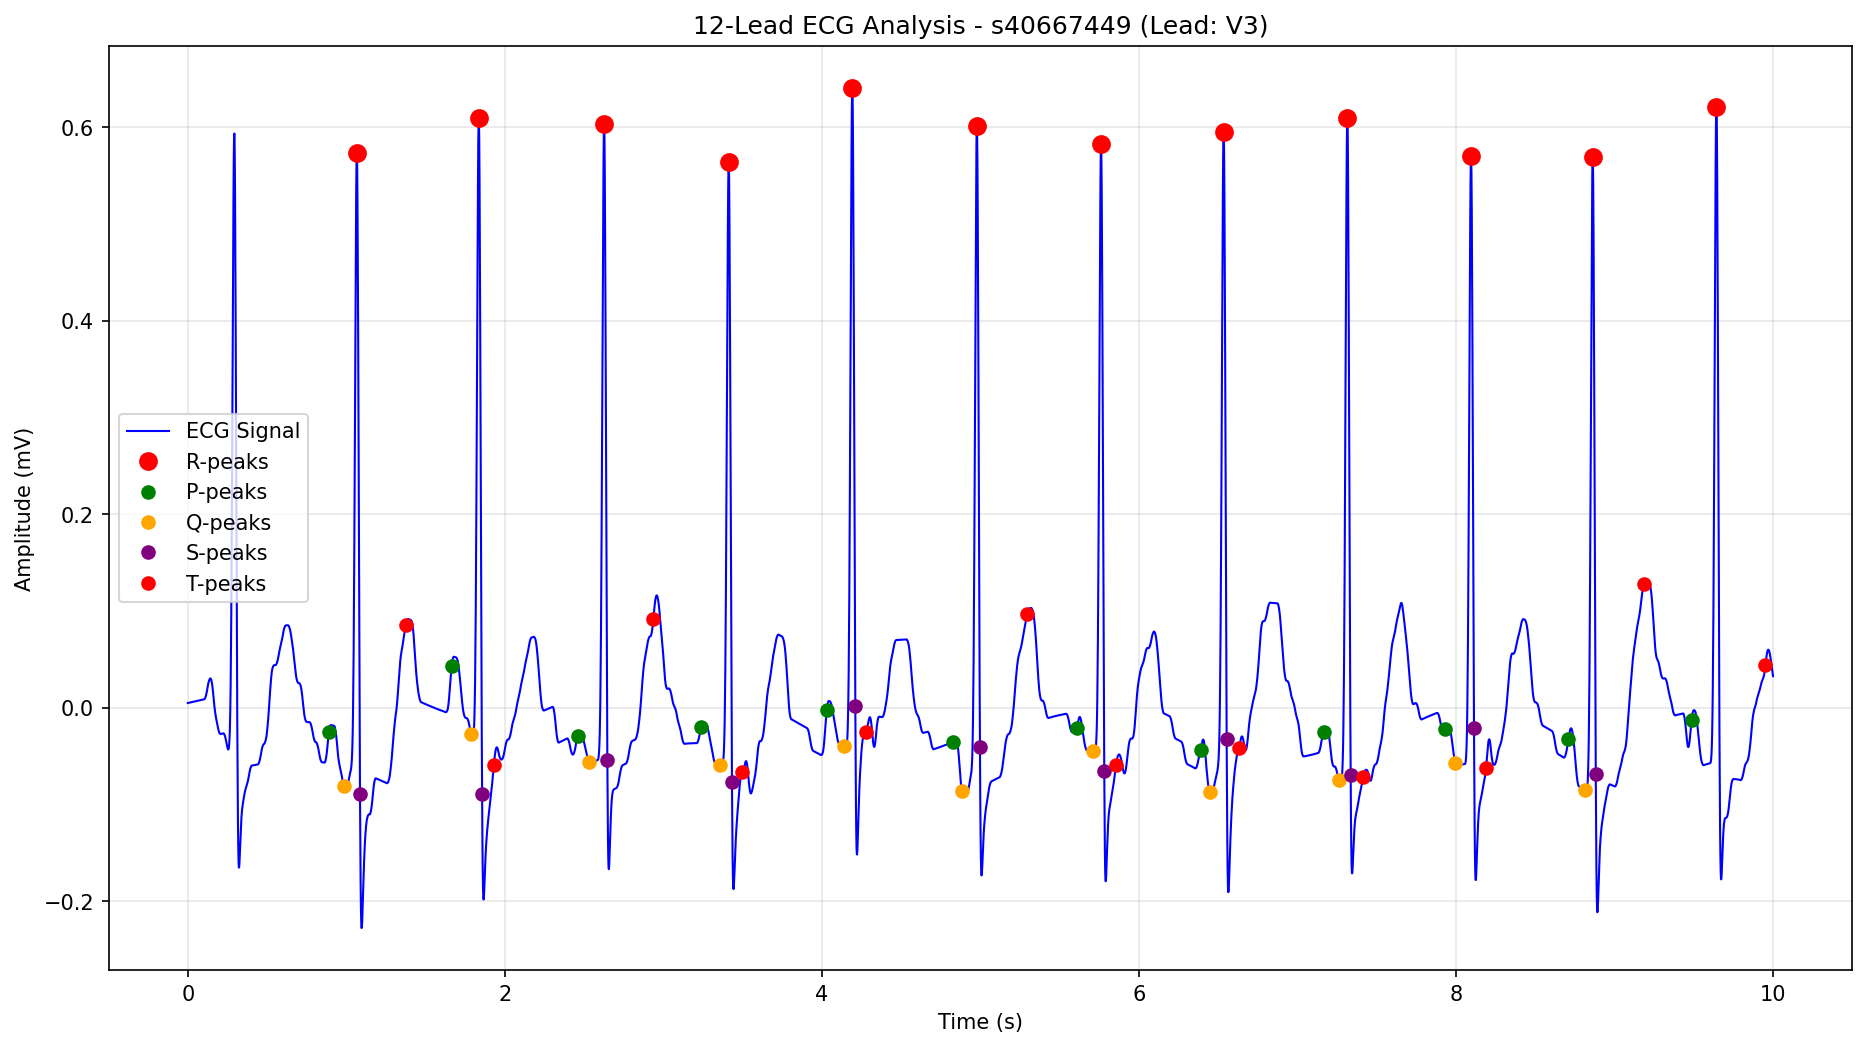 12-Lead ECG Analysis - s40667449 (Lead: V3)
Amplitude (mV)
0.6
0.4
0.2
0.0
−0.2
ECG Signal
R-peaks
P-peaks
Q-peaks
S-peaks
T-peaks
0 2 4 6 8 10
Time (s)